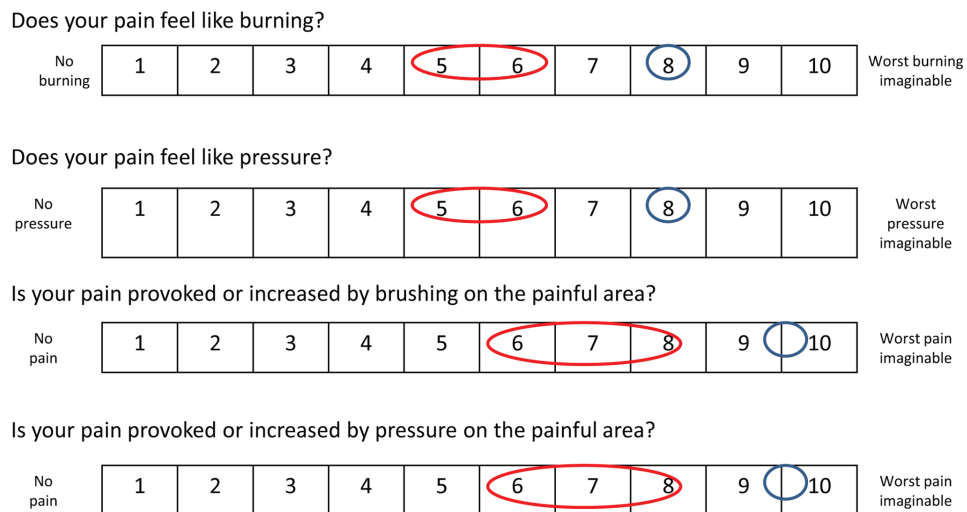 Does your pain feel like burning?
No burning 1 2 3 4 5 6 7 8 9 10 Worst burning imaginable
Does your pain feel like pressure?
No pressure 1 2 3 4 5 6 7 8 9 10 Worst pressure imaginable
Is your pain provoked or increased by brushing on the painful area?
No pain 1 2 3 4 5 6 7 8 9 10 Worst pain imaginable
Is your pain provoked or increased by pressure on the painful area?
No pain 1 2 3 4 5 6 7 8 9 10 Worst pain imaginable